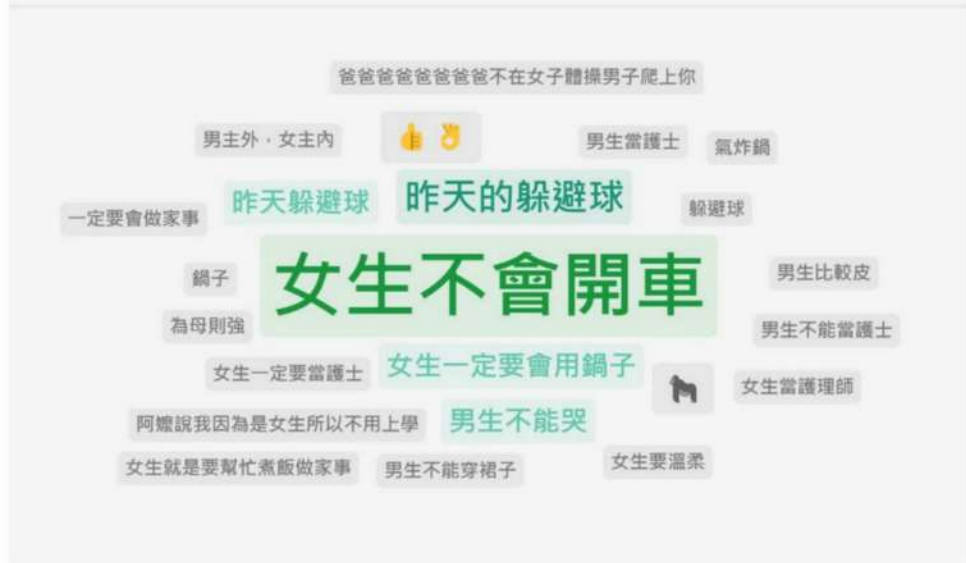 爸爸爸爸爸爸爸爸不在女子體操男子爬上你
男主外，女主內
👍👌
男生當護士
氣炸鍋
昨天躲避球
昨天的躲避球
躲避球
一定要會做家事
女生不會開車
鍋子
男生比較皮
為母則強
男生不能當護士
女生一定要當護士
女生一定要會用鍋子
🦍
女生當護理師
阿嬤說我因為是女生所以不用上學
男生不能哭
女生就是要幫忙煮飯做家事
男生不能穿裙子
女生要溫柔